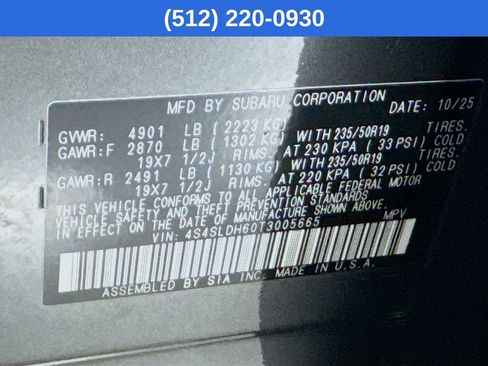 (512) 220-0930
MFD BY SUBARU CORPORATION DATE: 10/25
GVWR: 4901 LB (2223 KG)
GAWR:F 2870 LB (1302 KG) WITH 235/50R19 TIRES.
19X7 1/2J RIMS. AT 230 KPA (33 PSI) COLD
GAWR:R 2491 LB (1130 KG) WITH 235/50R19 TIRES.
19X7 1/2J RIMS. AT 220 KPA (32 PSI) COLD
THIS VEHICLE CONFORMS TO ALL APPLICABLE FEDERAL MOTOR
VEHICLE SAFETY AND THEFT PREVENTION STANDARDS
IN EFFECT ON THE DATE OF MANUFACTURE SHOWN ABOVE.
VIN: 4S4SLDH60T3005665 MPV
ASSEMBLED BY SIA INC. MADE IN U.S.A.